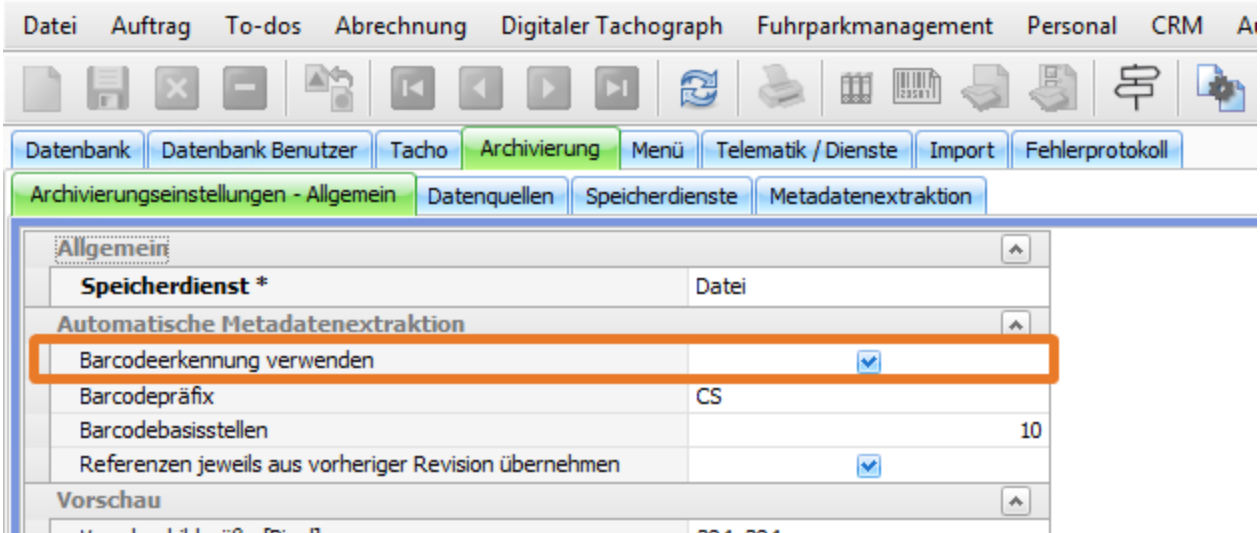 Datei Auftrag To-dos Abrechnung Digitaler Tachograph Fuhrparkmanagement Personal CRM
Datenbank Datenbank Benutzer Tacho Archivierung Menü Telematik / Dienste Import Fehlerprotokoll
Archivierungseinstellungen - Allgemein Datenquellen Speicherdienste Metadatenextraktion
Allgemein
Speicherdienst * Datei
Automatische Metadatenextraktion
Barcodeerkennung verwenden
Barcodepräfix CS
Barcodebasisstellen 10
Referenzen jeweils aus vorheriger Revision übernehmen
Vorschau